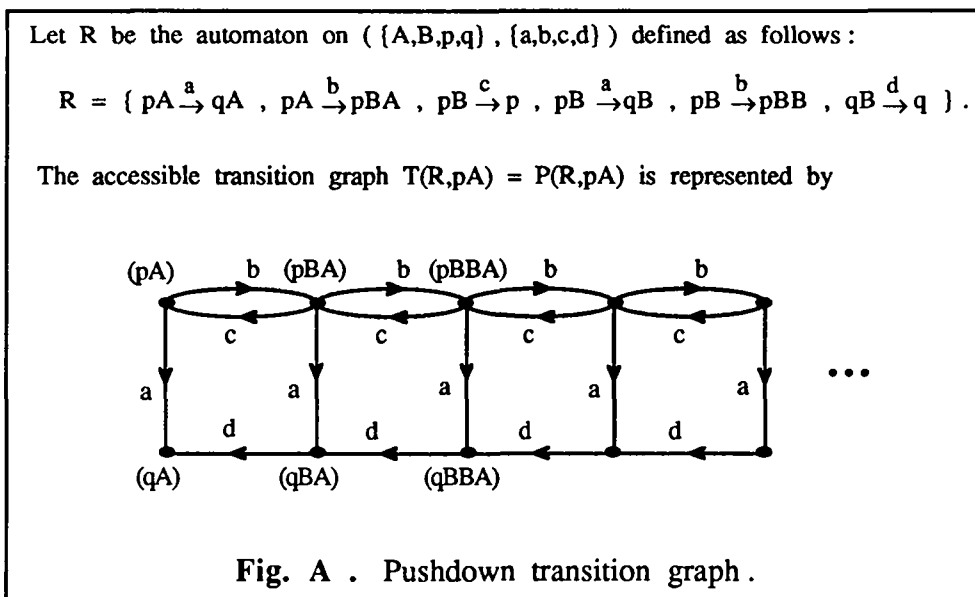 Let R be the automaton on ( {A,B,p,q} , {a,b,c,d} ) defined as follows :
R = { pA →a qA , pA →b pBA , pB →c p , pB →a qB , pB →b pBB , qB →d q } .
The accessible transition graph T(R,pA) = P(R,pA) is represented by
(pA) b (pBA) b (pBBA) b b
c c c c
a a a a a •••
d d d d
(qA) (qBA) (qBBA)
Fig. A . Pushdown transition graph .